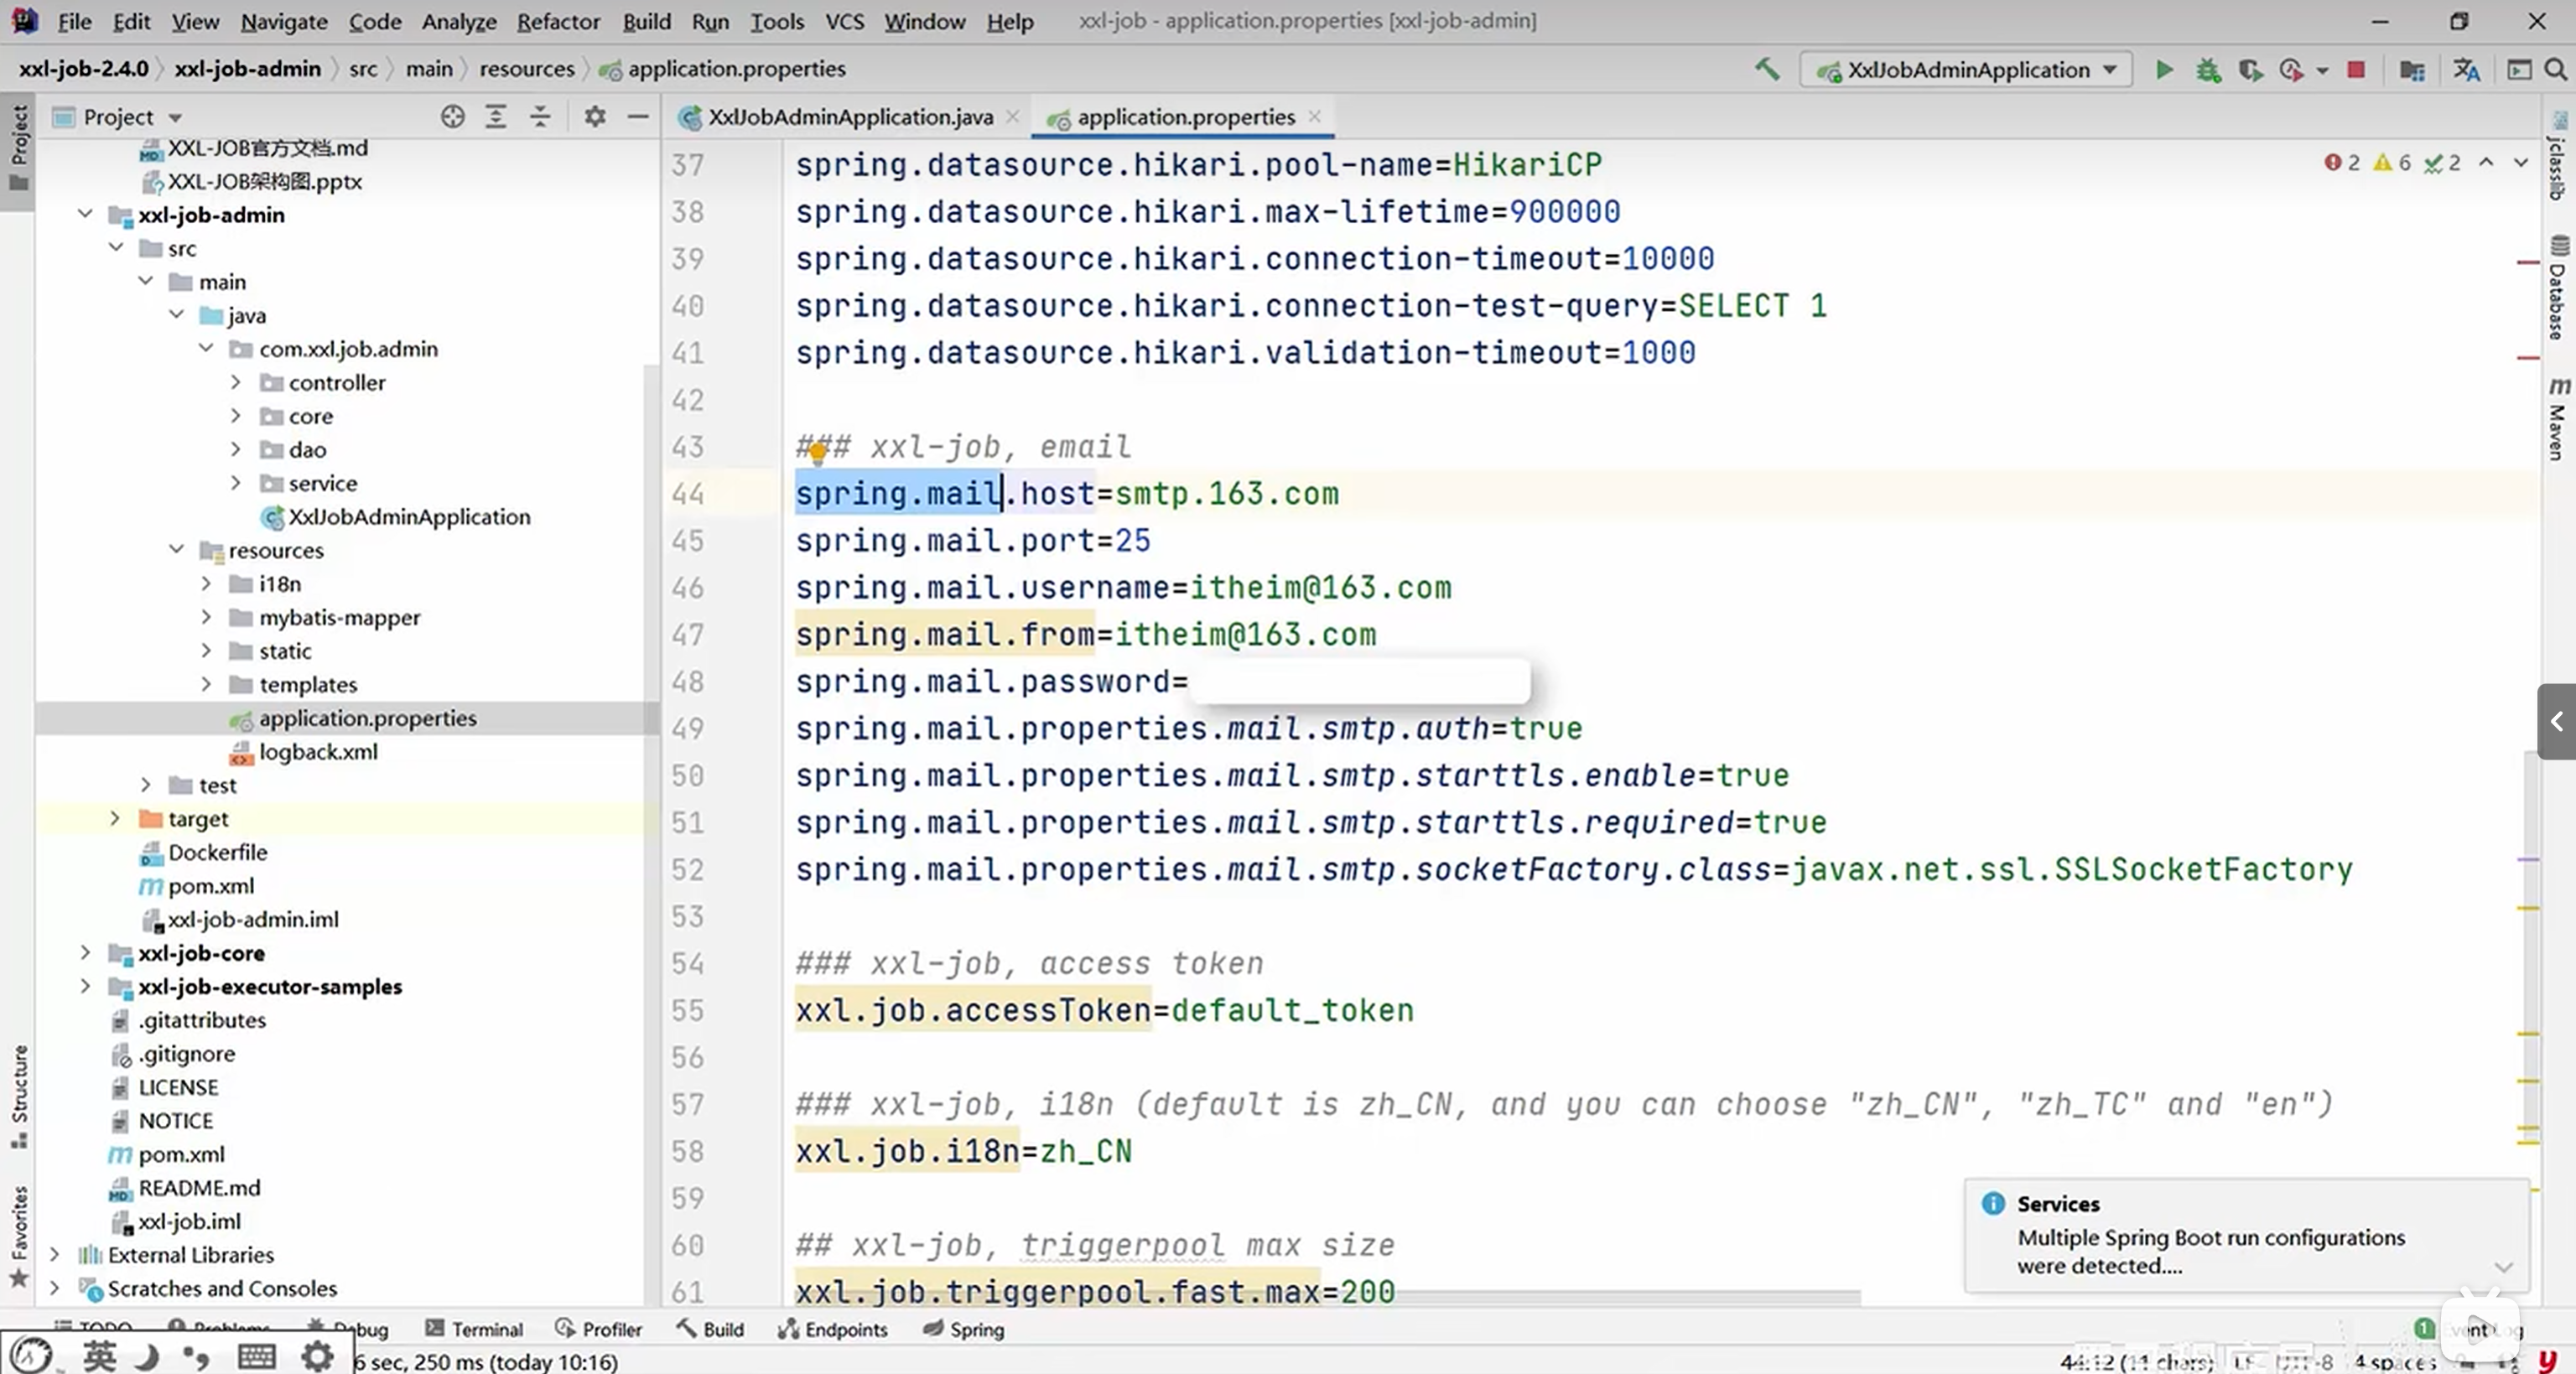 File Edit View Navigate Code Analyze Refactor Build Run Tools VCS Window Help xxl-job - application.properties [xxl-job-admin]
xxl-job-2.4.0 xxl-job-admin src main resources application.properties XxlJobAdminApplication
Project
Project
XxlJobAdminApplication.java application.properties
jclasslib
Database
Maven
Structure
Favorites
XXL-JOB官方文档.md
XXL-JOB架构图.pptx
xxl-job-admin
src
main
java
com.xxl.job.admin
controller
core
dao
service
XxlJobAdminApplication
resources
i18n
mybatis-mapper
static
templates
application.properties
logback.xml
test
target
Dockerfile
pom.xml
xxl-job-admin.iml
xxl-job-core
xxl-job-executor-samples
.gitattributes
.gitignore
LICENSE
NOTICE
pom.xml
README.md
xxl-job.iml
External Libraries
Scratches and Consoles
2 6 2
37 spring.datasource.hikari.pool-name=HikariCP
38 spring.datasource.hikari.max-lifetime=900000
39 spring.datasource.hikari.connection-timeout=10000
40 spring.datasource.hikari.connection-test-query=SELECT 1
41 spring.datasource.hikari.validation-timeout=1000
42
43 ### xxl-job, email
44 spring.mail.host=smtp.163.com
45 spring.mail.port=25
46 spring.mail.username=itheim@163.com
47 spring.mail.from=itheim@163.com
48 spring.mail.password=
49 spring.mail.properties.mail.smtp.auth=true
50 spring.mail.properties.mail.smtp.starttls.enable=true
51 spring.mail.properties.mail.smtp.starttls.required=true
52 spring.mail.properties.mail.smtp.socketFactory.class=javax.net.ssl.SSLSocketFactory
53
54 ### xxl-job, access token
55 xxl.job.accessToken=default_token
56
57 ### xxl-job, i18n (default is zh_CN, and you can choose "zh_CN", "zh_TC" and "en")
58 xxl.job.i18n=zh_CN
59
60 ## xxl-job, triggerpool max size
61 xxl.job.triggerpool.fast.max=200
Services
Multiple Spring Boot run configurations
were detected....
TODO Problems Debug Terminal Profiler Build Endpoints Spring 1 Event Log
英 6 sec, 250 ms (today 10:16) 44:12 (11 chars) LF UTF-8 4 spaces